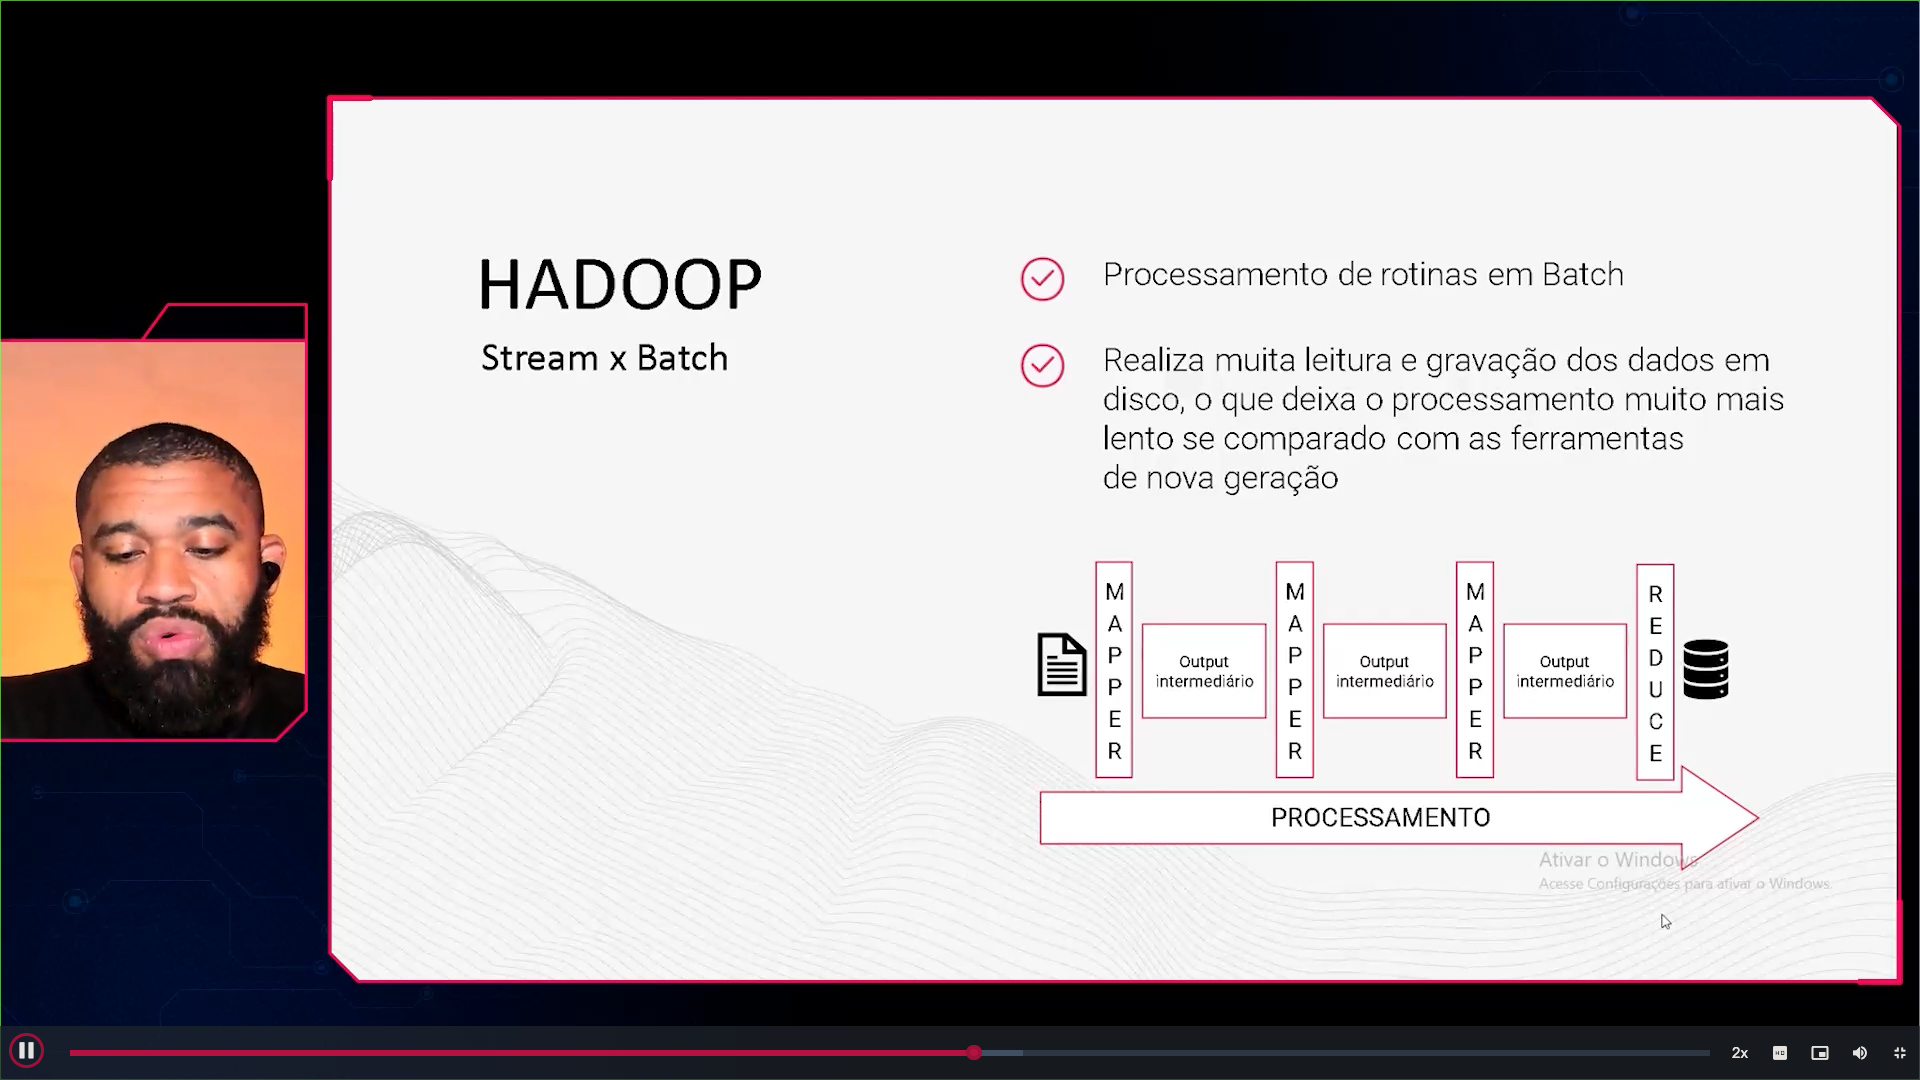 HADOOP
Stream x Batch
Processamento de rotinas em Batch
Realiza muita leitura e gravação dos dados em
disco, o que deixa o processamento muito mais
lento se comparado com as ferramentas
de nova geração
MAPPER
Output
intermediário
MAPPER
Output
intermediário
MAPPER
Output
intermediário
REDUCE
PROCESSAMENTO
Ativar o Windows
Acesse Configurações para ativar o Windows.
2x
HD